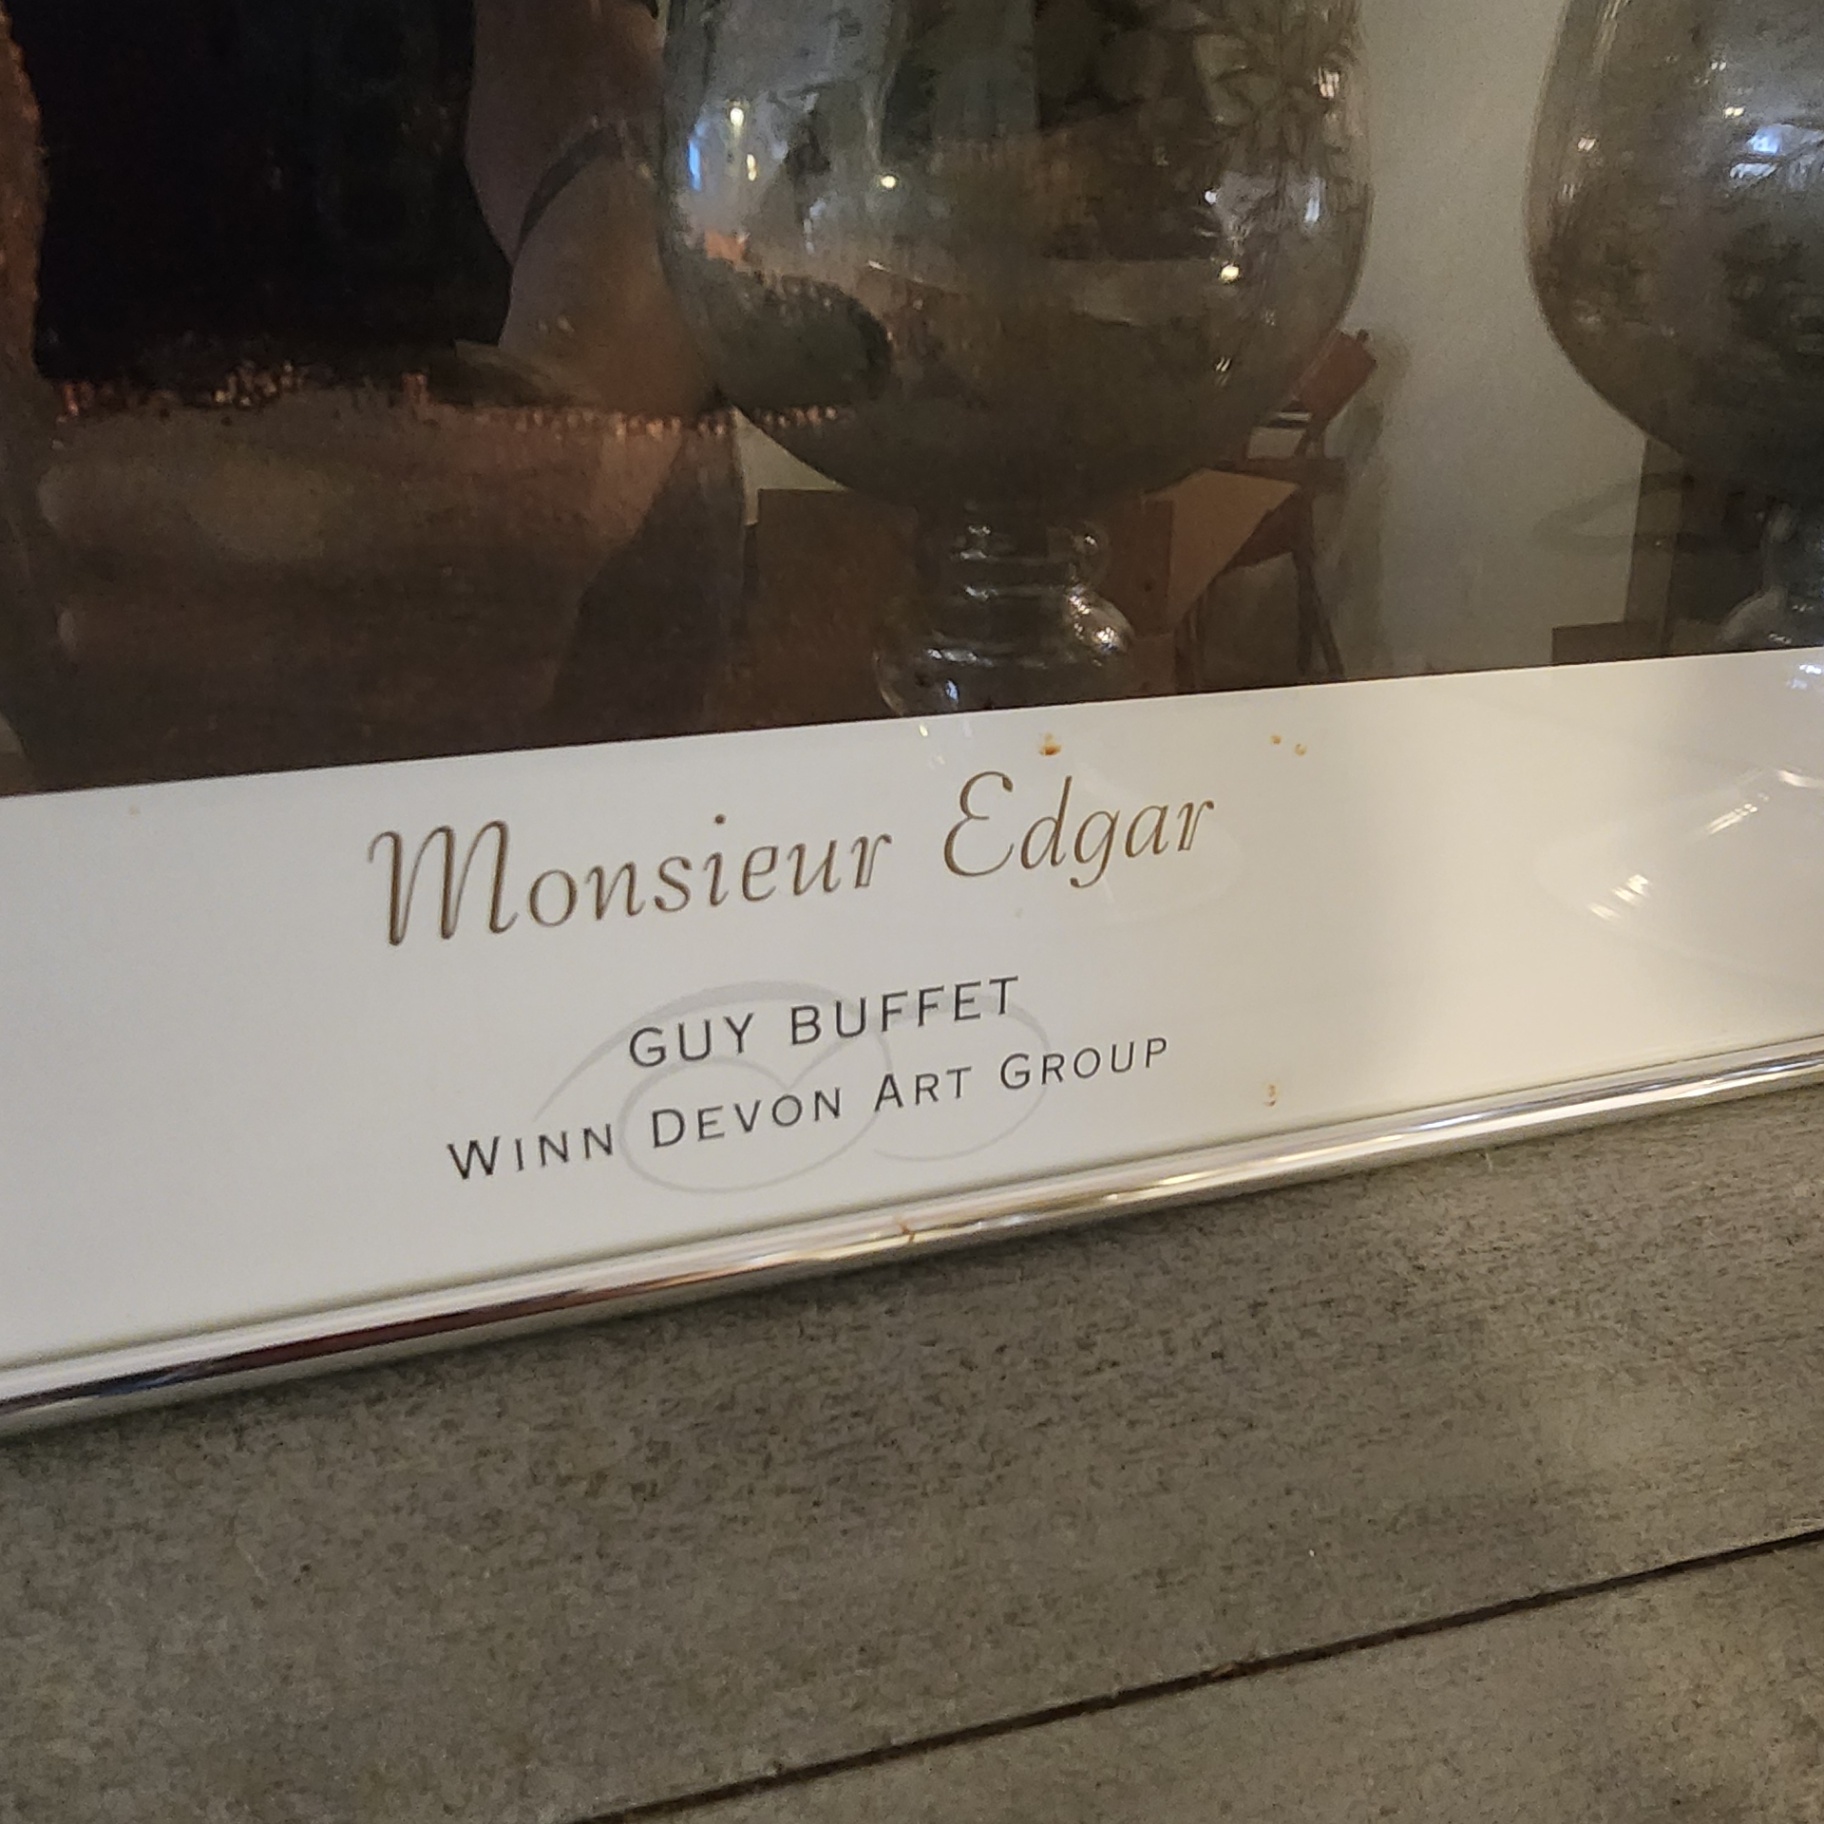 Monsieur Edgar
GUY BUFFET
WINN DEVON ART GROUP